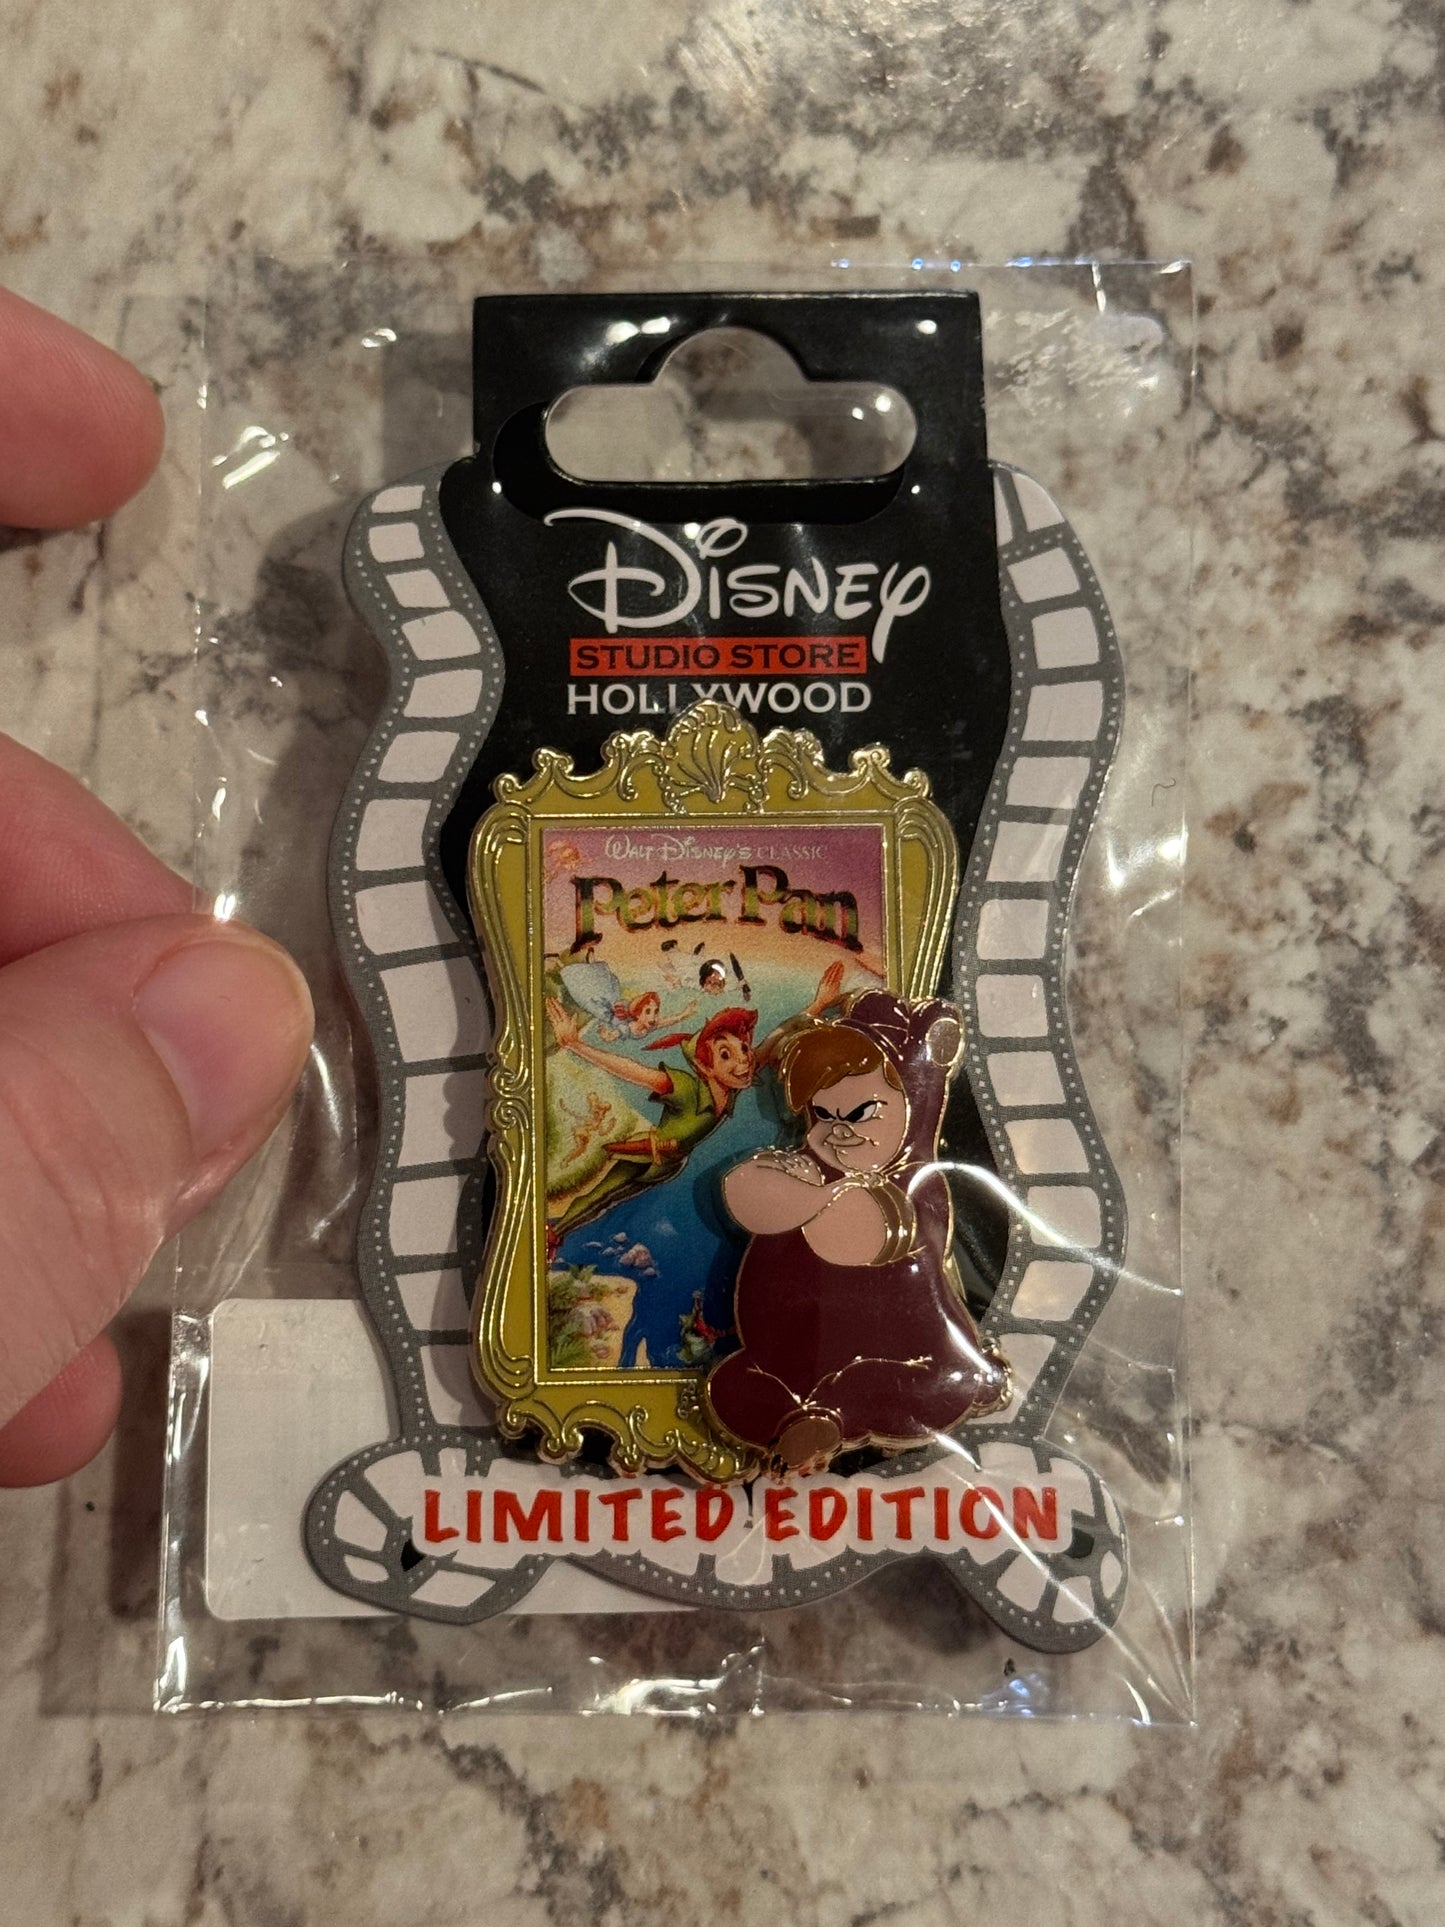 Disney
STUDIO STORE
HOLLYWOOD
WALT DISNEY'S CLASSIC
Peter Pan
LIMITED EDITION